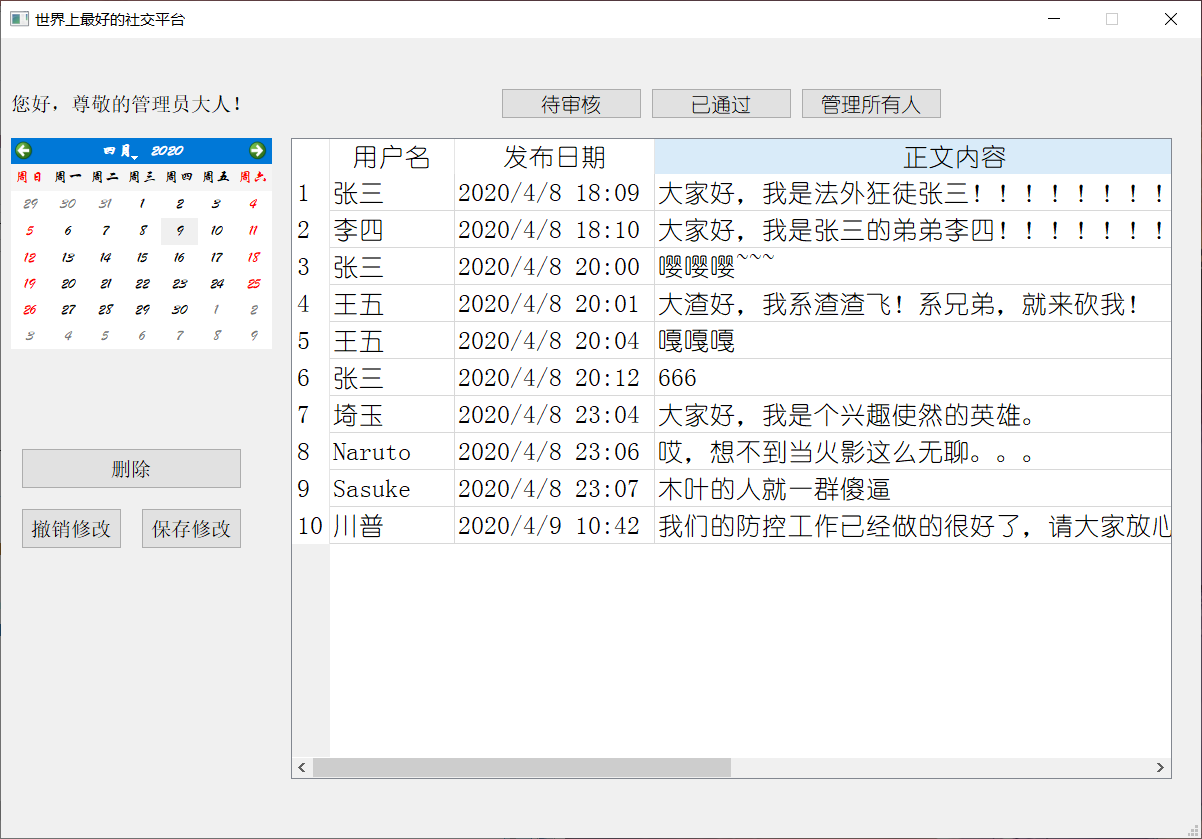 世界上最好的社交平台
您好，尊敬的管理员大人！
待审核 已通过 管理所有人
四月 2020
周日 周一 周二 周三 周四 周五 周六
29 30 31 1 2 3 4
5 6 7 8 9 10 11
12 13 14 15 16 17 18
19 20 21 22 23 24 25
26 27 28 29 30 1 2
3 4 5 6 7 8 9
删除
撤销修改 保存修改
用户名 发布日期 正文内容
1 张三 2020/4/8 18:09 大家好，我是法外狂徒张三！！！！！！！！
2 李四 2020/4/8 18:10 大家好，我是张三的弟弟李四！！！！！！！
3 张三 2020/4/8 20:00 嘤嘤嘤~~~
4 王五 2020/4/8 20:01 大渣好，我系渣渣飞！系兄弟，就来砍我！
5 王五 2020/4/8 20:04 嘎嘎嘎
6 张三 2020/4/8 20:12 666
7 埼玉 2020/4/8 23:04 大家好，我是个兴趣使然的英雄。
8 Naruto 2020/4/8 23:06 哎，想不到当火影这么无聊。。。
9 Sasuke 2020/4/8 23:07 木叶的人就一群傻逼
10 川普 2020/4/9 10:42 我们的防控工作已经做的很好了，请大家放心